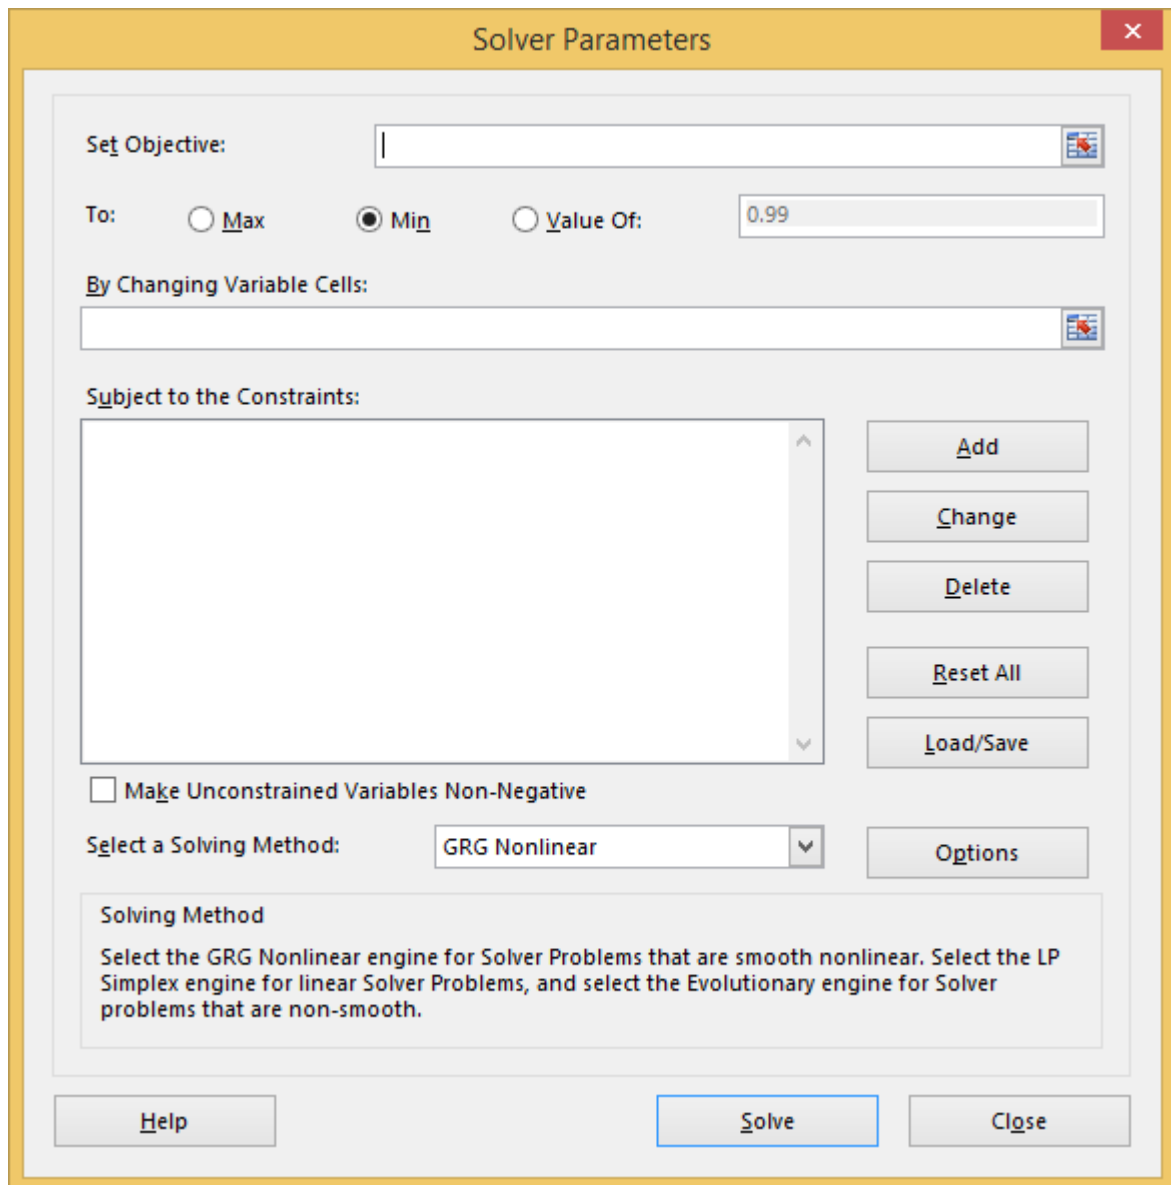 Solver Parameters
Set Objective:
To: Max Min Value Of: 0.99
By Changing Variable Cells:
Subject to the Constraints:
Add
Change
Delete
Reset All
Load/Save
Make Unconstrained Variables Non-Negative
Select a Solving Method: GRG Nonlinear Options
Solving Method
Select the GRG Nonlinear engine for Solver Problems that are smooth nonlinear. Select the LP
Simplex engine for linear Solver Problems, and select the Evolutionary engine for Solver
problems that are non-smooth.
Help Solve Close